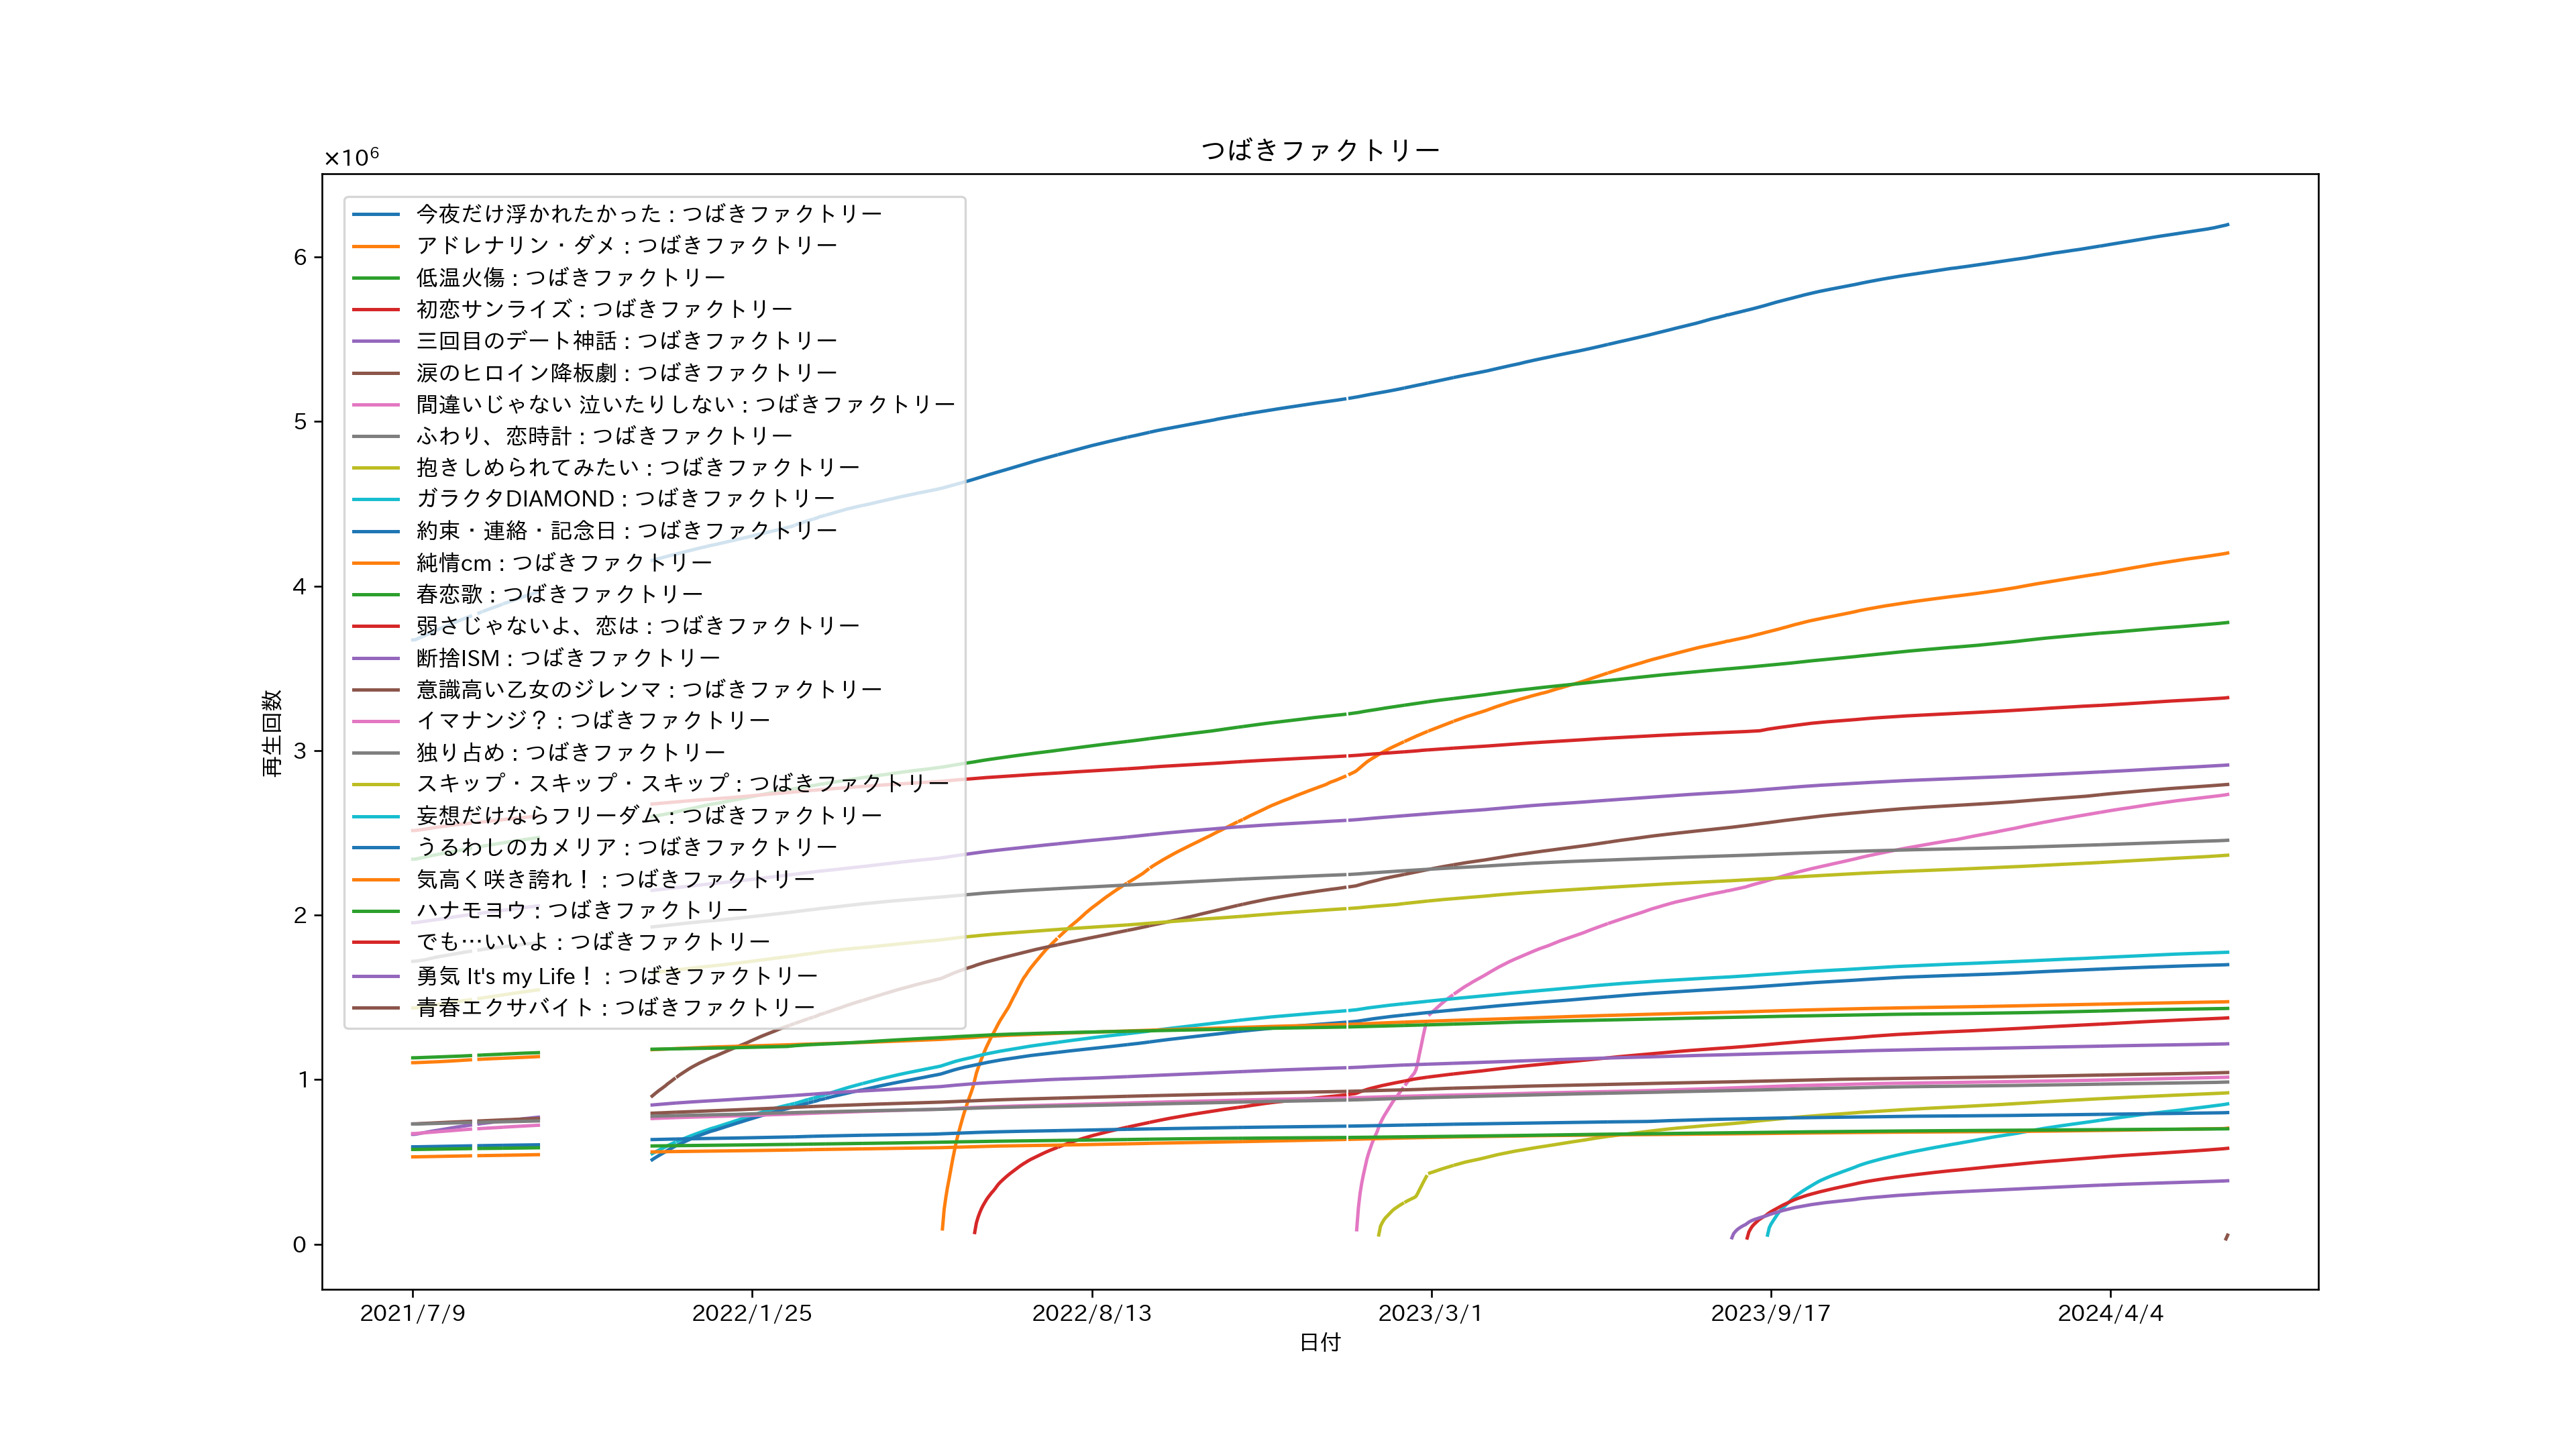 つばきファクトリー
×10⁶
今夜だけ浮かれたかった : つばきファクトリー
アドレナリン・ダメ : つばきファクトリー
低温火傷 : つばきファクトリー
初恋サンライズ : つばきファクトリー
三回目のデート神話 : つばきファクトリー
涙のヒロイン降板劇 : つばきファクトリー
間違いじゃない 泣いたりしない : つばきファクトリー
ふわり、恋時計 : つばきファクトリー
抱きしめられてみたい : つばきファクトリー
ガラクタDIAMOND : つばきファクトリー
約束・連絡・記念日 : つばきファクトリー
純情cm : つばきファクトリー
春恋歌 : つばきファクトリー
弱さじゃないよ、恋は : つばきファクトリー
断捨ISM : つばきファクトリー
意識高い乙女のジレンマ : つばきファクトリー
イマナンジ？ : つばきファクトリー
独り占め : つばきファクトリー
スキップ・スキップ・スキップ : つばきファクトリー
妄想だけならフリーダム : つばきファクトリー
うるわしのカメリア : つばきファクトリー
気高く咲き誇れ！ : つばきファクトリー
ハナモヨウ : つばきファクトリー
でも…いいよ : つばきファクトリー
勇気 It's my Life！ : つばきファクトリー
青春エクサバイト : つばきファクトリー
6
5
4
3
2
1
0
再生回数
2021/7/9
2022/1/25
2022/8/13
2023/3/1
2023/9/17
2024/4/4
日付